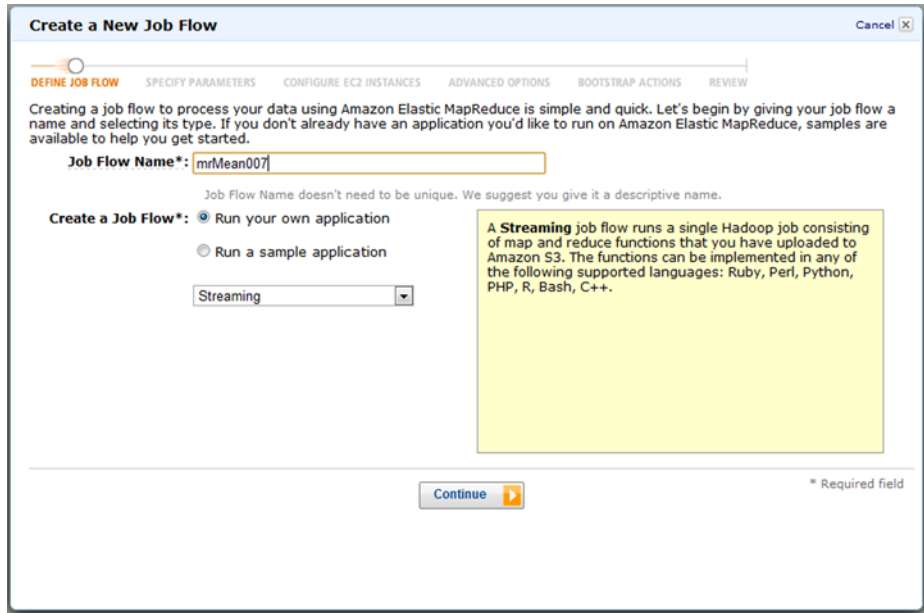 Create a New Job Flow
Cancel
DEFINE JOB FLOW SPECIFY PARAMETERS CONFIGURE EC2 INSTANCES ADVANCED OPTIONS BOOTSTRAP ACTIONS REVIEW
Creating a job flow to process your data using Amazon Elastic MapReduce is simple and quick. Let's begin by giving your job flow a
name and selecting its type. If you don't already have an application you'd like to run on Amazon Elastic MapReduce, samples are
available to help you get started.
Job Flow Name*: mrMean007
Job Flow Name doesn't need to be unique. We suggest you give it a descriptive name.
Create a Job Flow*: Run your own application
Run a sample application
Streaming
A Streaming job flow runs a single Hadoop job consisting
of map and reduce functions that you have uploaded to
Amazon S3. The functions can be implemented in any of
the following supported languages: Ruby, Perl, Python,
PHP, R, Bash, C++.
Continue
* Required field